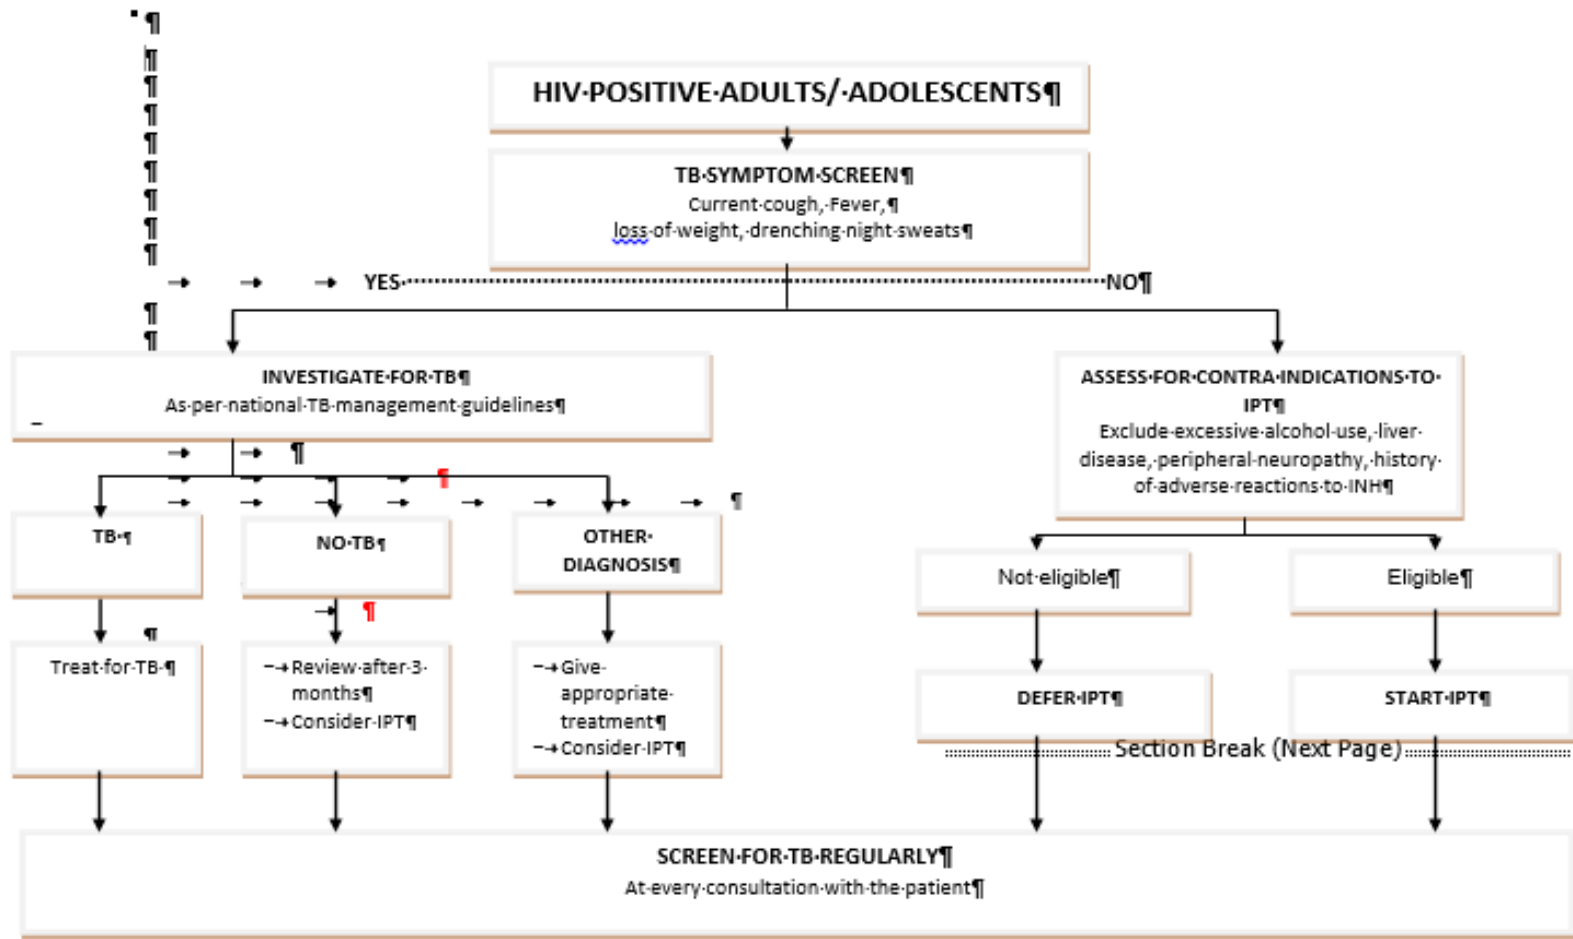 HIV POSITIVE ADULTS/ ADOLESCENTS¶
TB SYMPTOM SCREEN¶
Current cough, Fever,¶
loss of weight, drenching night sweats¶
YES
NO¶
INVESTIGATE FOR TB¶
As per national TB management guidelines¶
ASSESS FOR CONTRA INDICATIONS TO
IPT¶
Exclude excessive alcohol use, liver
disease, peripheral neuropathy, history
of adverse reactions to INH¶
TB ¶
NO TB¶
OTHER
DIAGNOSIS¶
Not eligible¶
Eligible¶
Treat for TB ¶
– Review after 3
months¶
– Consider IPT¶
– Give
appropriate
treatment¶
– Consider IPT¶
DEFER IPT¶
START IPT¶
Section Break (Next Page)
SCREEN FOR TB REGULARLY¶
At every consultation with the patient¶